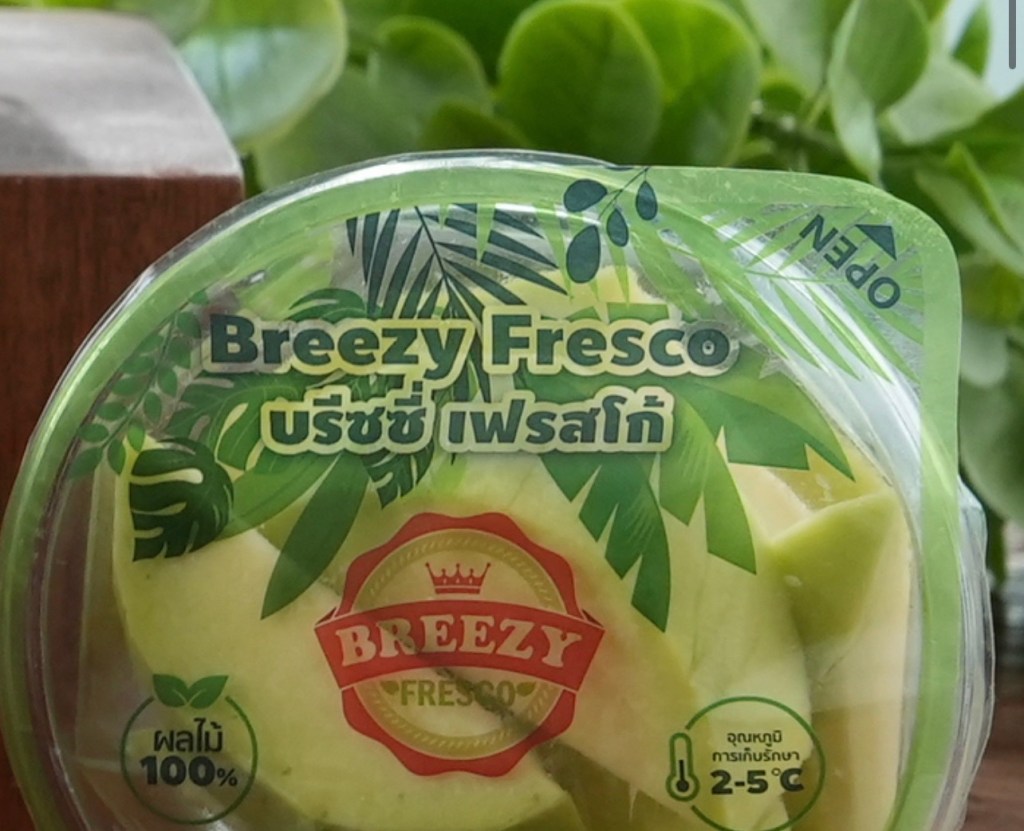 OPEN
Breezy Fresco
บรีซซี่ เฟรสโก้
BREEZY
FRESCO
ผลไม้
100%
อุณหภูมิ
การเก็บรักษา
2-5°C